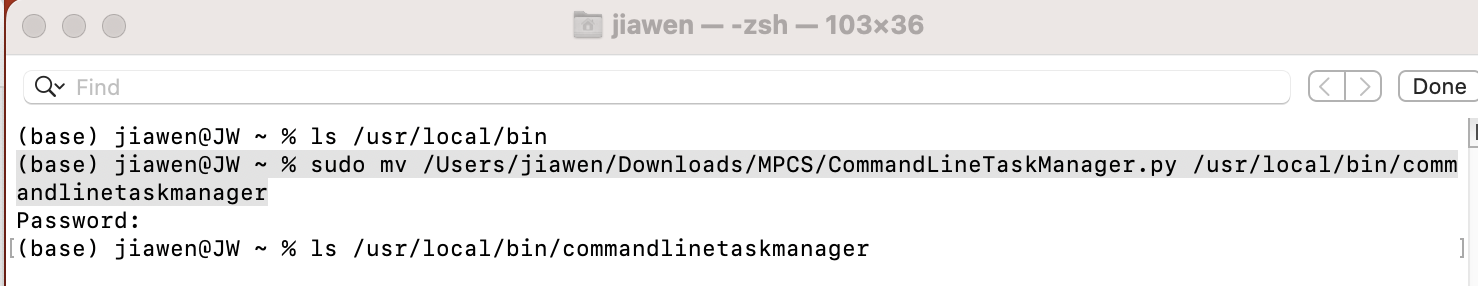 jiawen — -zsh — 103×36
Find
Done
(base) jiawen@JW ~ % ls /usr/local/bin
(base) jiawen@JW ~ % sudo mv /Users/jiawen/Downloads/MPCS/CommandLineTaskManager.py /usr/local/bin/comm
andlinetaskmanager
Password:
[(base) jiawen@JW ~ % ls /usr/local/bin/commandlinetaskmanager ]